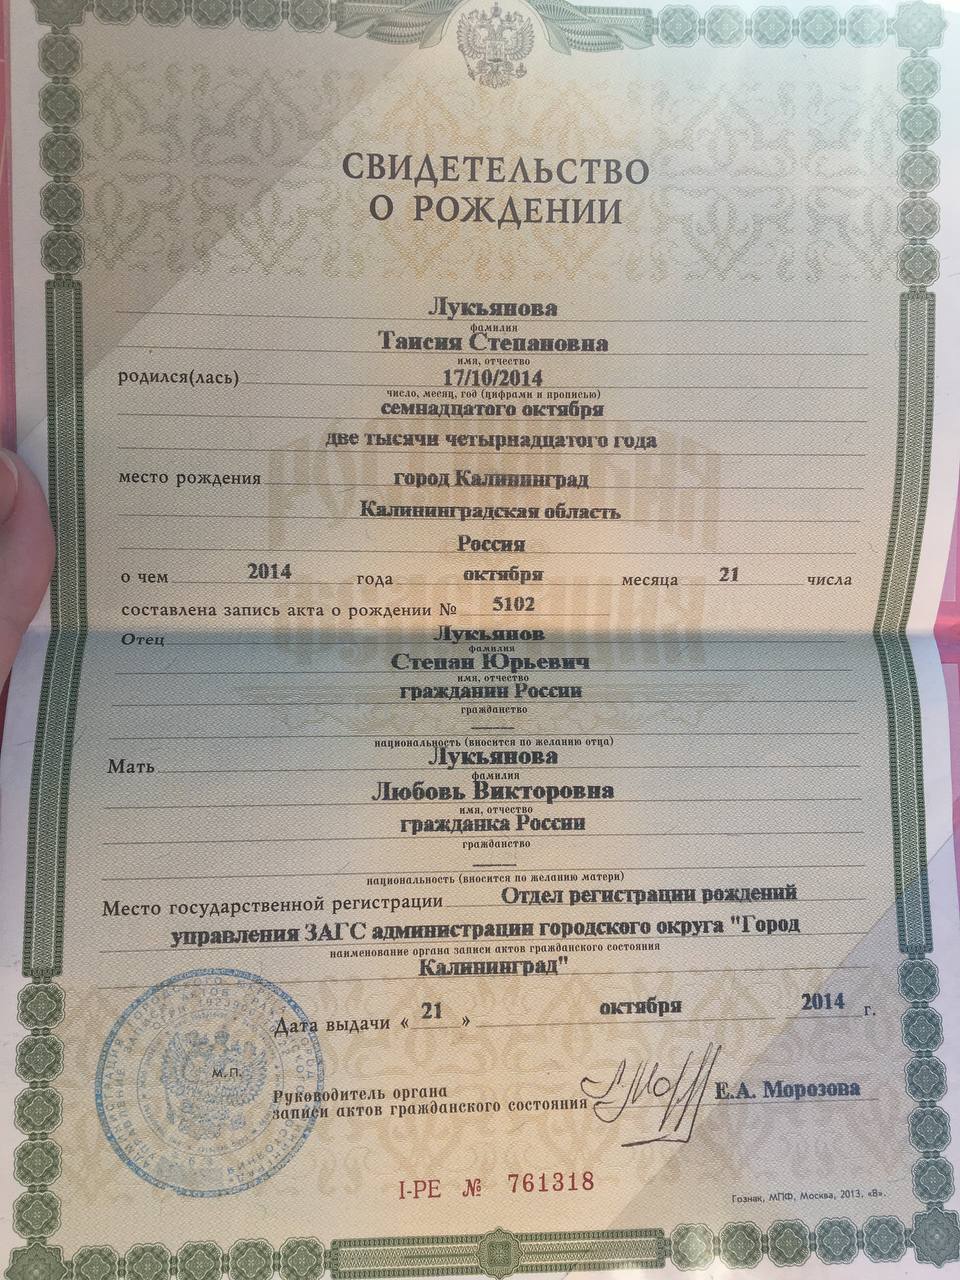 СВИДЕТЕЛЬСТВО
О РОЖДЕНИИ
Лукьянова
фамилия
Таисия Степановна
имя, отчество
родился(лась) 17/10/2014
число, месяц, год (цифрами и прописью)
семнадцатого октября
две тысячи четырнадцатого года
место рождения город Калининград
Калининградская область
Россия
о чем 2014 года октября месяца 21 числа
составлена запись акта о рождении № 5102
Отец Лукьянов
фамилия
Степан Юрьевич
имя, отчество
гражданин России
гражданство
национальность (вносится по желанию отца)
Мать Лукьянова
фамилия
Любовь Викторовна
имя, отчество
гражданка России
гражданство
национальность (вносится по желанию матери)
Место государственной регистрации Отдел регистрации рождений
управления ЗАГС администрации городского округа "Город
наименование органа записи актов гражданского состояния
Калининград"
Дата выдачи « 21 » октября 2014 г.
М.П.
Руководитель органа
записи актов гражданского состояния Е.А. Морозова
I-РЕ № 761318
Гознак, МПФ, Москва, 2013, «В».